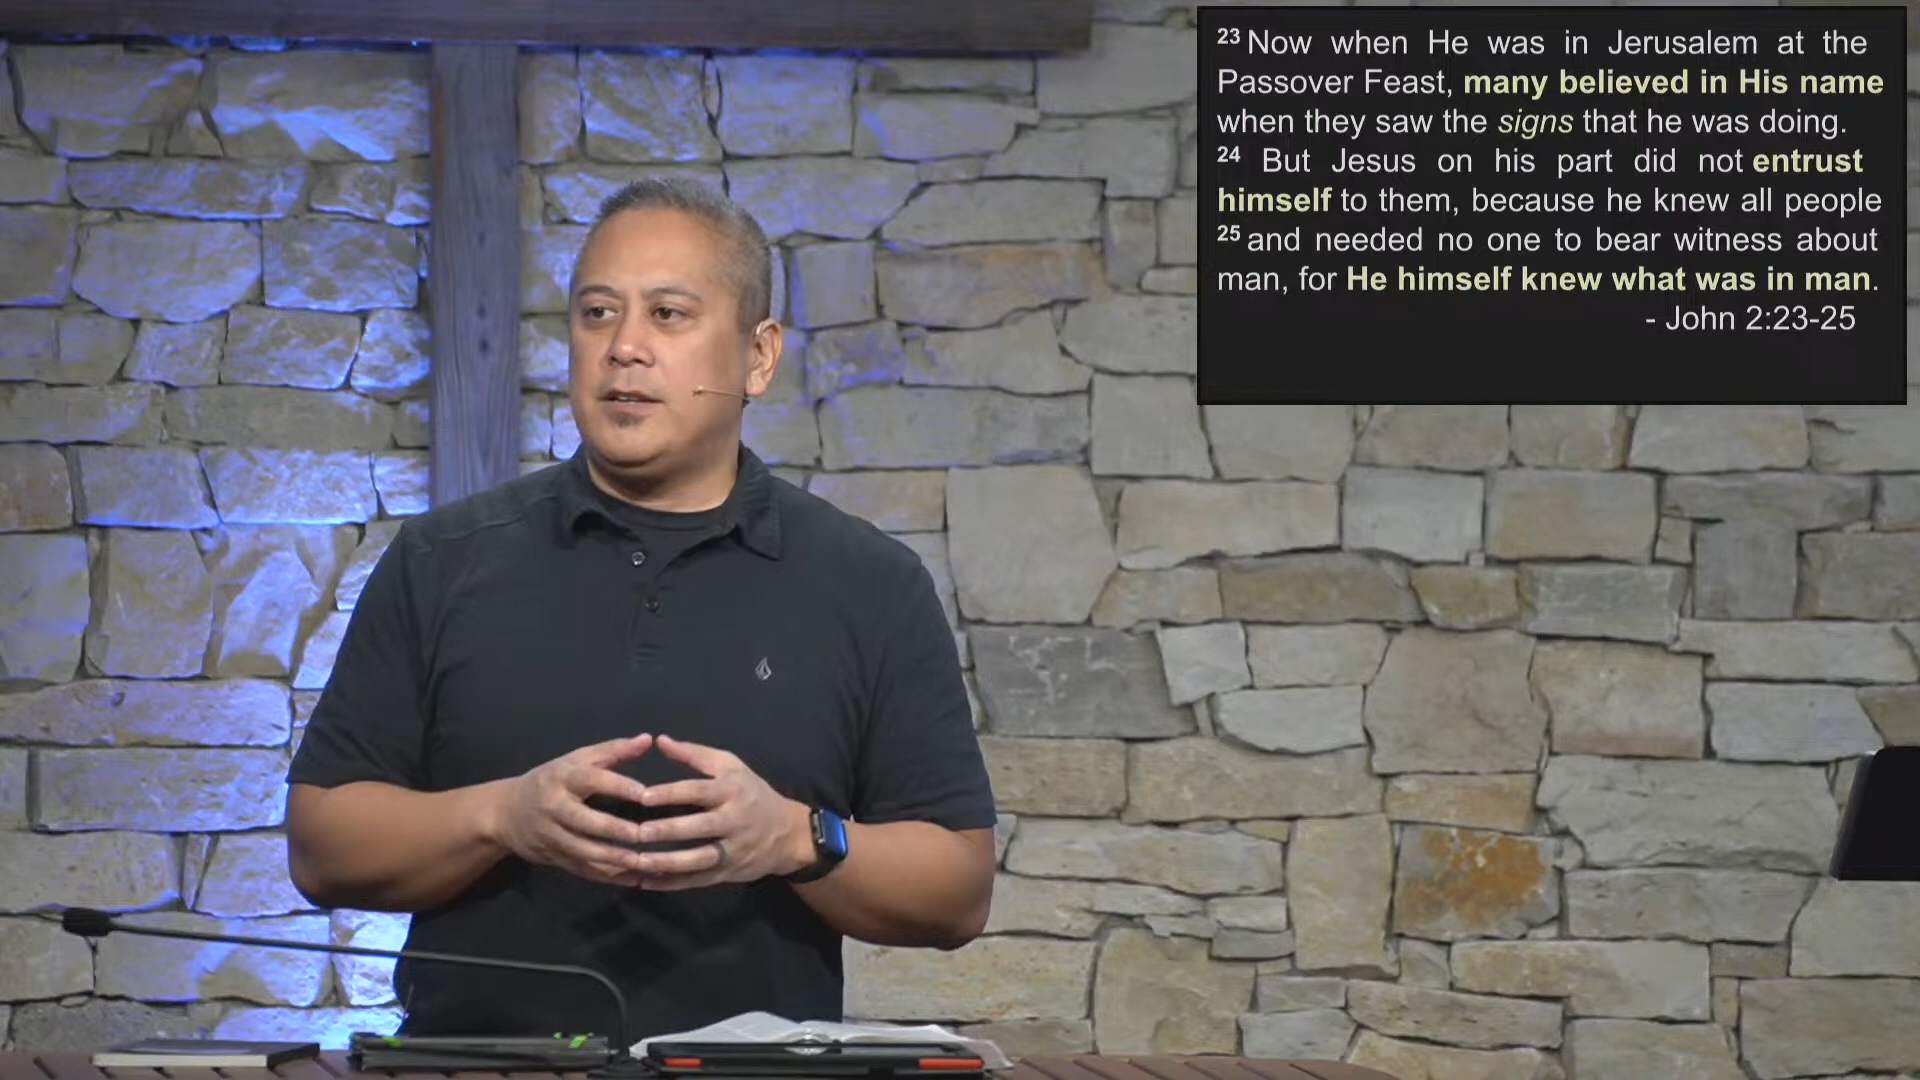 23 Now when He was in Jerusalem at the
Passover Feast, many believed in His name
when they saw the signs that he was doing.
24 But Jesus on his part did not entrust
himself to them, because he knew all people
25 and needed no one to bear witness about
man, for He himself knew what was in man.
- John 2:23-25